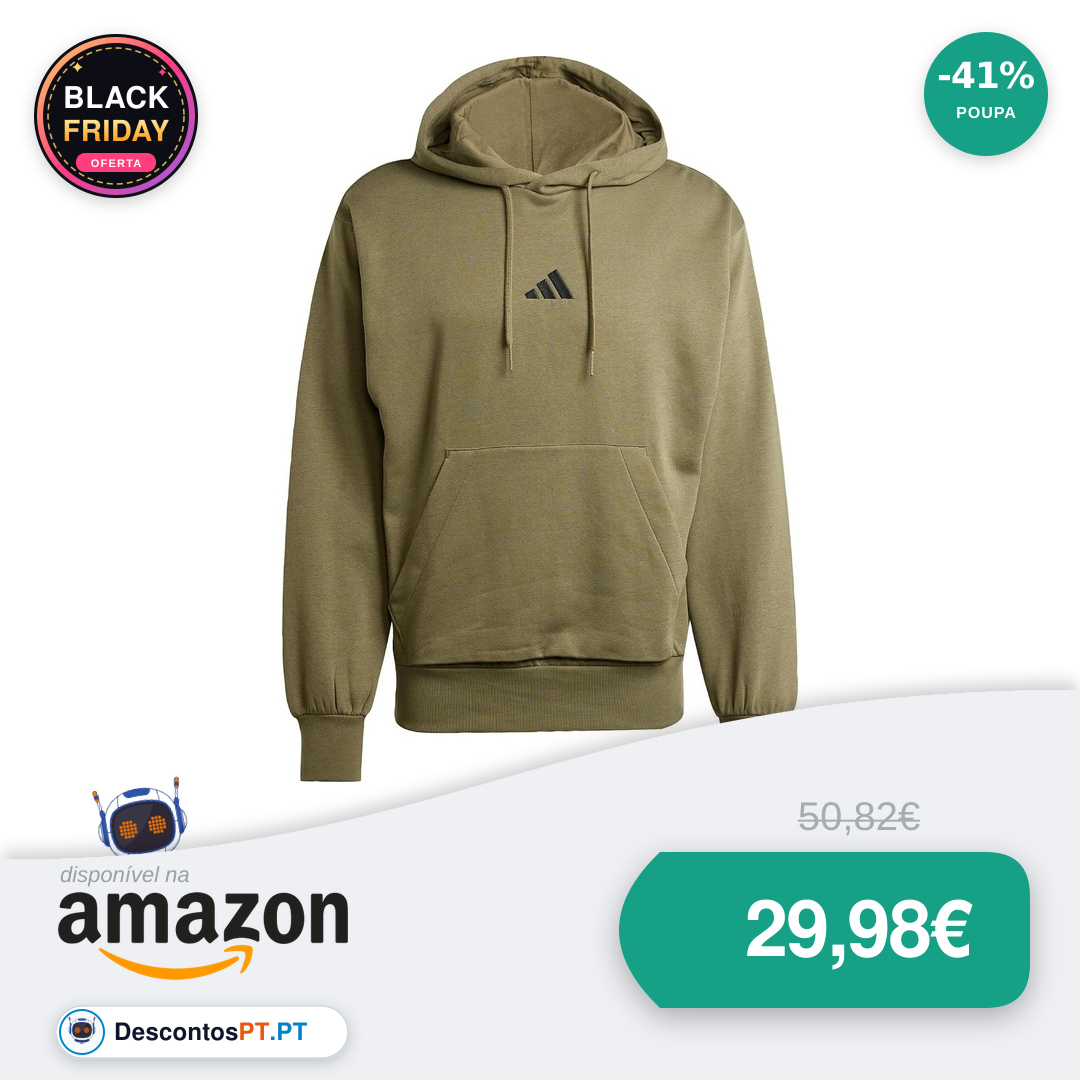 BLACK
FRIDAY
OFERTA
-41%
POUPA
50,82€
29,98€
disponível na
amazon
DescontosPT.PT